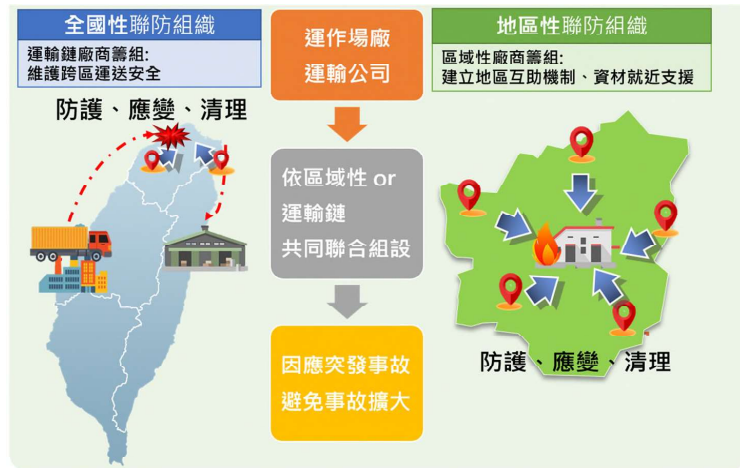 全國性聯防組織
運輸鏈廠商籌組:
維護跨區運送安全
防護、應變、清理
運作場廠
運輸公司
依區域性 or
運輸鏈
共同聯合組設
因應突發事故
避免事故擴大
地區性聯防組織
區域性廠商籌組:
建立地區互助機制、資材就近支援
防護、應變、清理